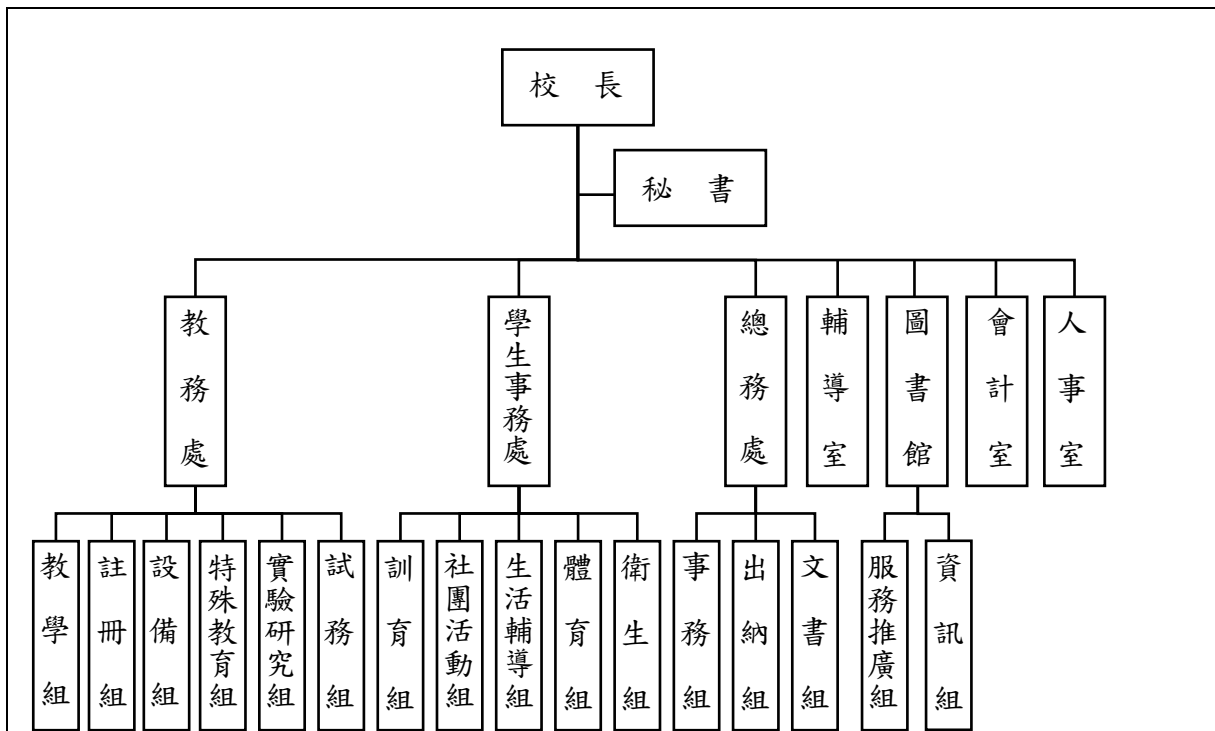 校長
秘書
教務處
學生事務處
總務處
輔導室
圖書館
會計室
人事室
教學組
註冊組
設備組
特殊教育組
實驗研究組
試務組
訓育組
社團活動組
生活輔導組
體育組
衛生組
事務組
出納組
文書組
服務推廣組
資訊組